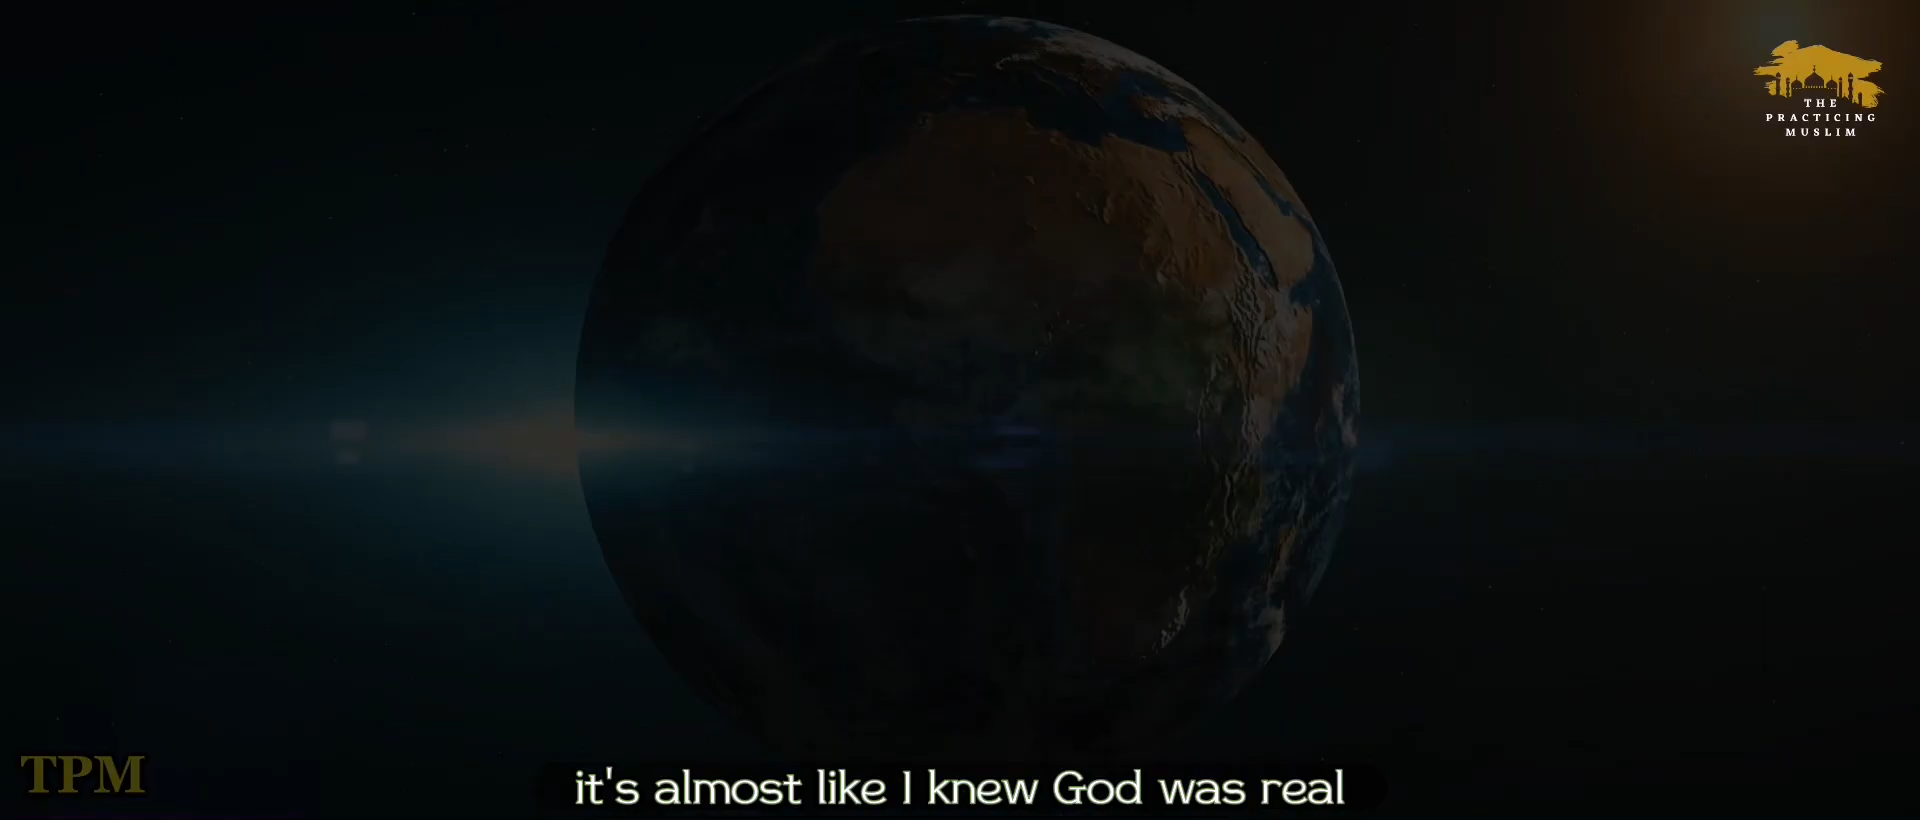 THE
PRACTICING
MUSLIM
TPM
it's almost like I knew God was real